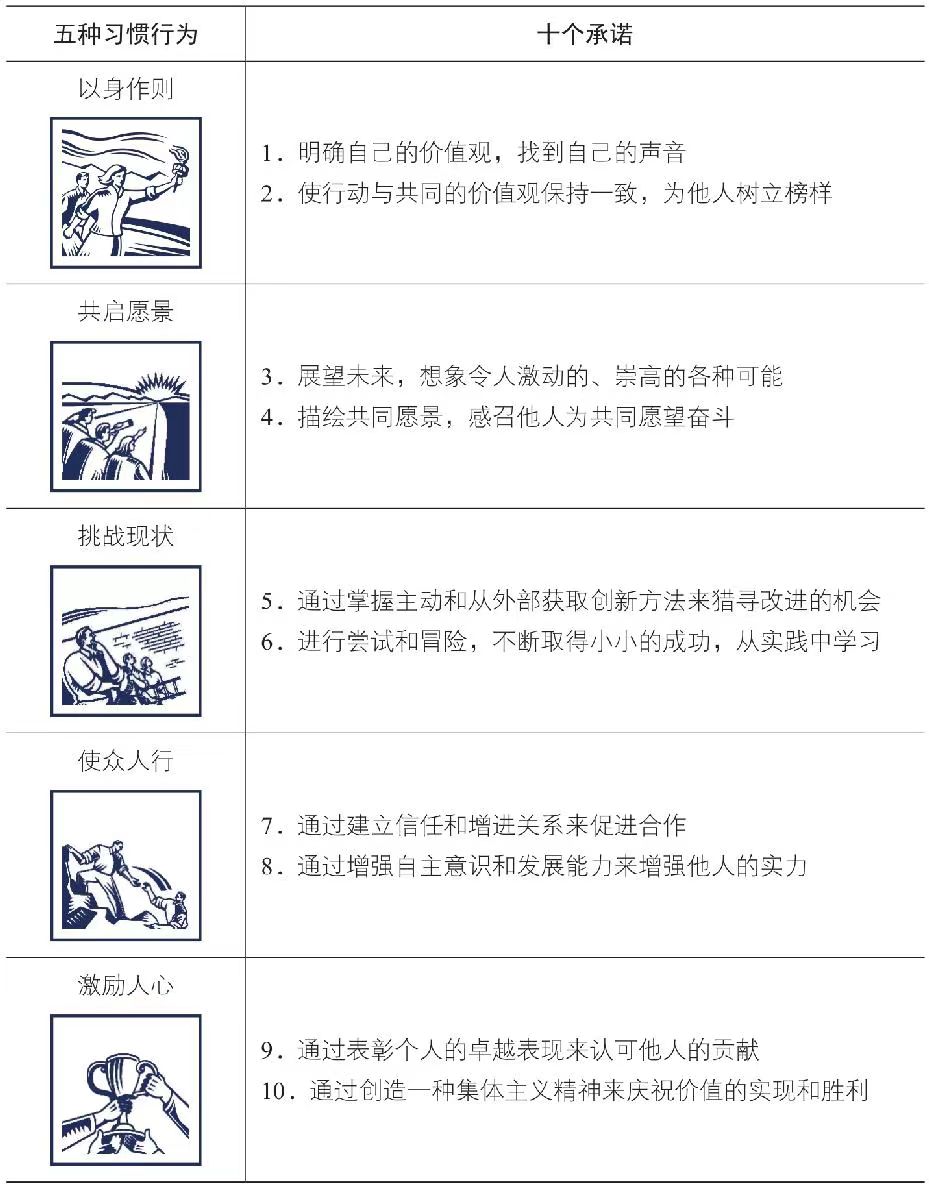 五种习惯行为
十个承诺
以身作则
1. 明确自己的价值观，找到自己的声音
2. 使行动与共同的价值观保持一致，为他人树立榜样
共启愿景
3. 展望未来，想象令人激动的、崇高的各种可能
4. 描绘共同愿景，感召他人为共同愿望奋斗
挑战现状
5. 通过掌握主动和从外部获取创新方法来猎寻改进的机会
6. 进行尝试和冒险，不断取得小小的成功，从实践中学习
使众人行
7. 通过建立信任和增进关系来促进合作
8. 通过增强自主意识和发展能力来增强他人的实力
激励人心
9. 通过表彰个人的卓越表现来认可他人的贡献
10. 通过创造一种集体主义精神来庆祝价值的实现和胜利